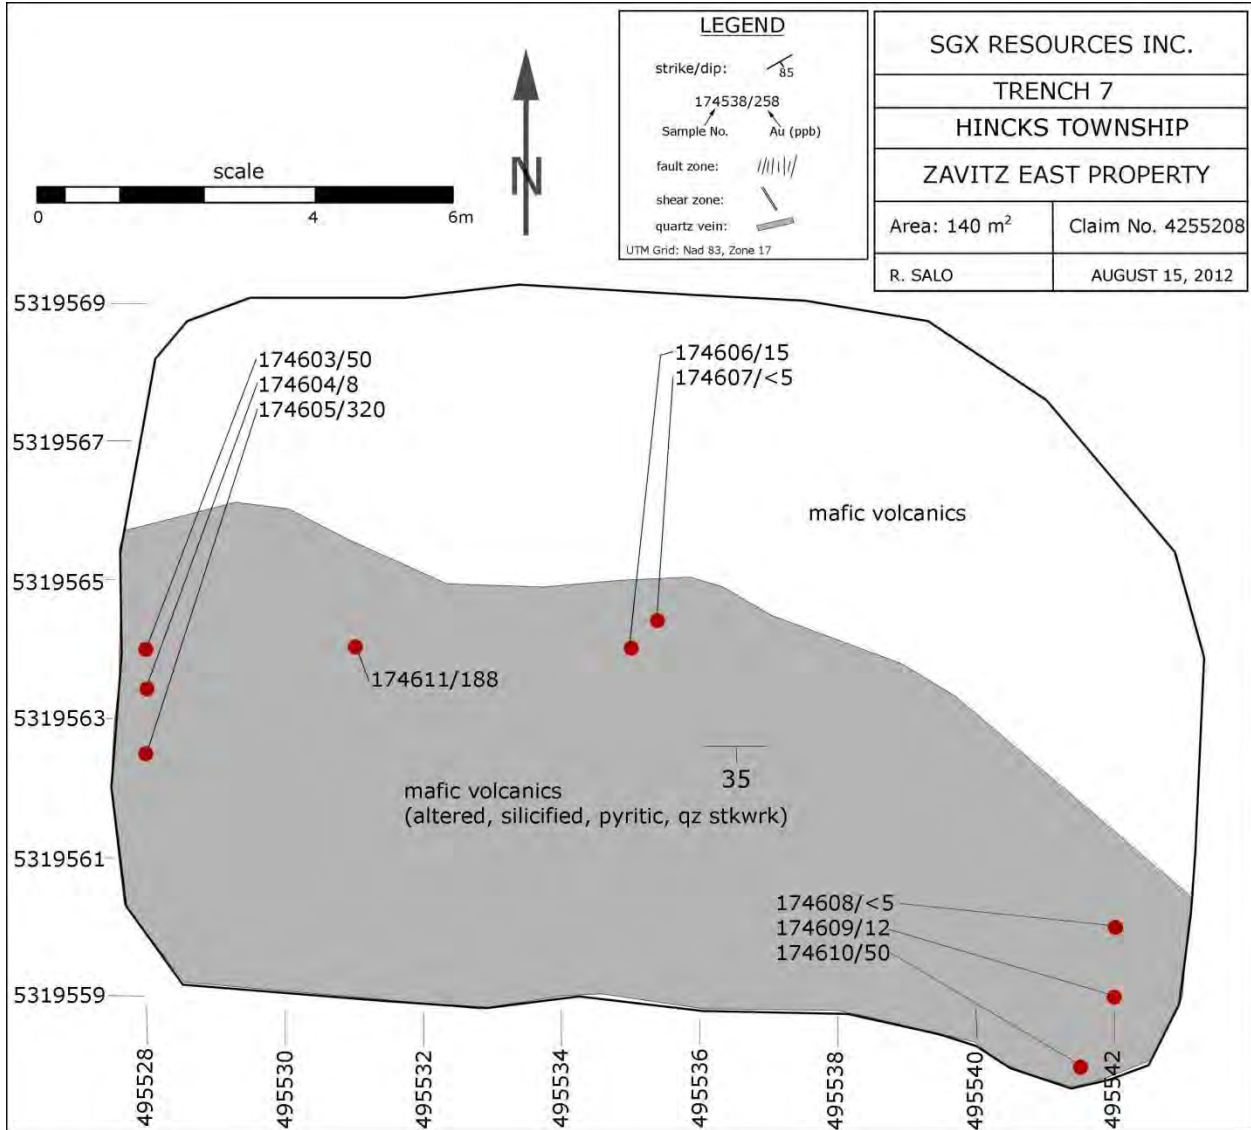 LEGEND
strike/dip:
85
174538/258
Sample No. Au (ppb)
fault zone:
shear zone:
quartz vein:
UTM Grid: Nad 83, Zone 17
SGX RESOURCES INC.
TRENCH 7
HINCKS TOWNSHIP
ZAVITZ EAST PROPERTY
Area: 140 m² Claim No. 4255208
R. SALO AUGUST 15, 2012
scale
0 4 6m
N
5319569
174603/50
174604/8
174605/320
174606/15
174607/<5
5319567
mafic volcanics
5319565
174611/188
5319563
35
mafic volcanics
(altered, silicified, pyritic, qz stkwrk)
5319561
174608/<5
174609/12
174610/50
5319559
495528
495530
495532
495534
495536
495538
495540
495542